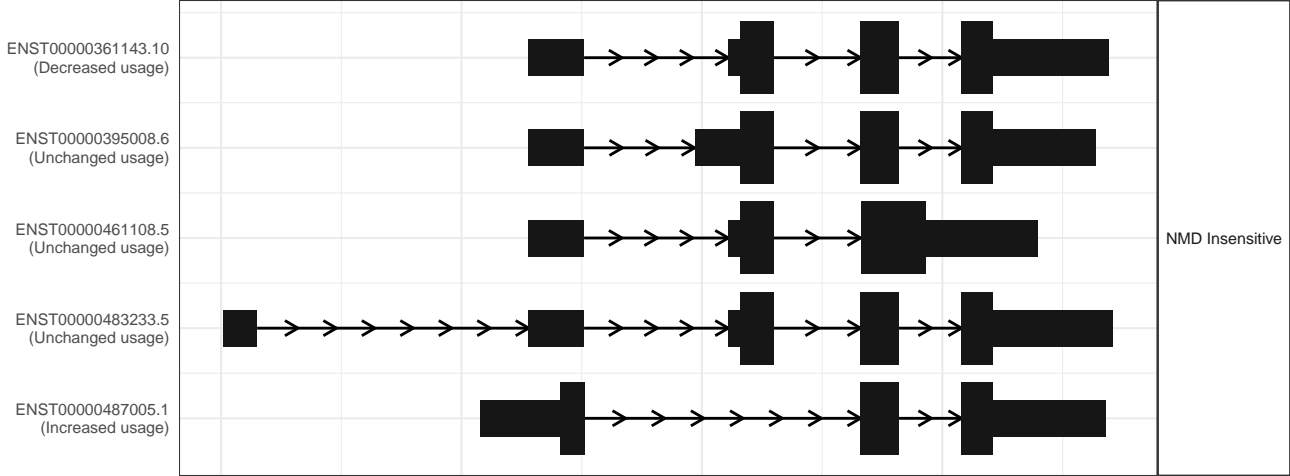 ENST00000361143.10
(Decreased usage)
ENST00000395008.6
(Unchanged usage)
ENST00000461108.5
(Unchanged usage)
NMD Insensitive
ENST00000483233.5
(Unchanged usage)
ENST00000487005.1
(Increased usage)